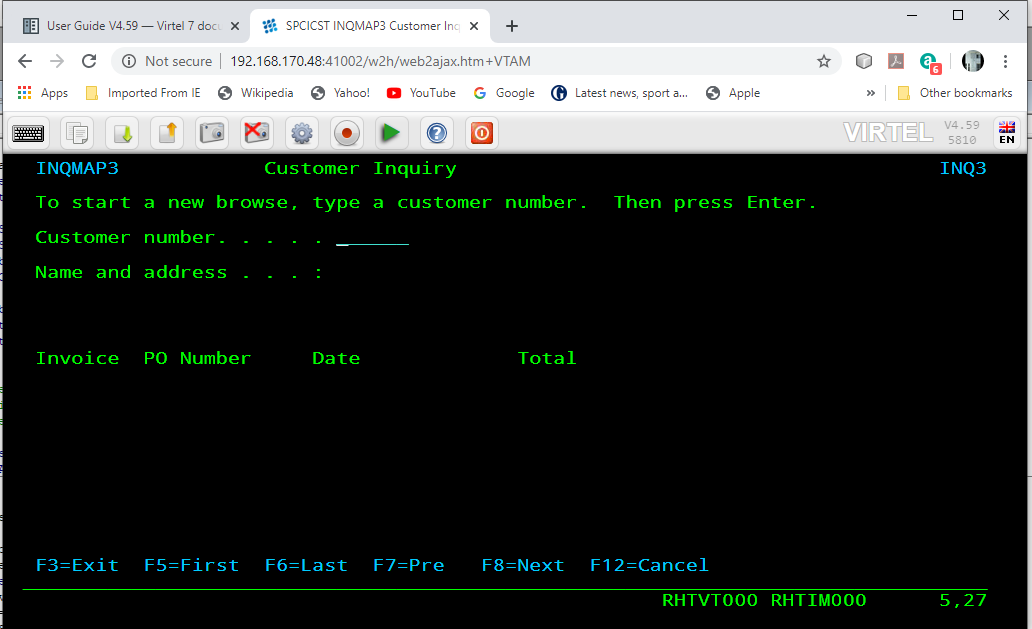 User Guide V4.59 — Virtel 7 docu
SPCICST INQMAP3 Customer Inq
Not secure | 192.168.170.48:41002/w2h/web2ajax.htm+VTAM
6
Apps Imported From IE Wikipedia Yahoo! YouTube Google Latest news, sport a... Apple » Other bookmarks
VIRTEL V4.59 5810 EN
INQMAP3 Customer Inquiry INQ3
To start a new browse, type a customer number. Then press Enter.
Customer number. . . . . _______
Name and address . . . :
Invoice PO Number Date Total
F3=Exit F5=First F6=Last F7=Pre F8=Next F12=Cancel
RHTVT000 RHTIM000 5,27